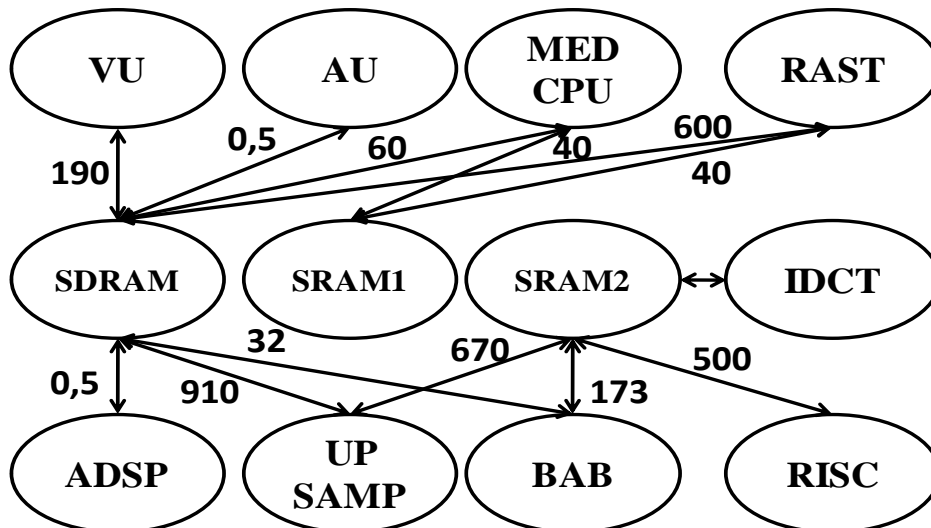 VU
AU
MED
CPU
RAST
190
0,5
60
40
600
40
SDRAM
SRAM1
SRAM2
IDCT
0,5
910
32
670
173
500
ADSP
UP
SAMP
BAB
RISC